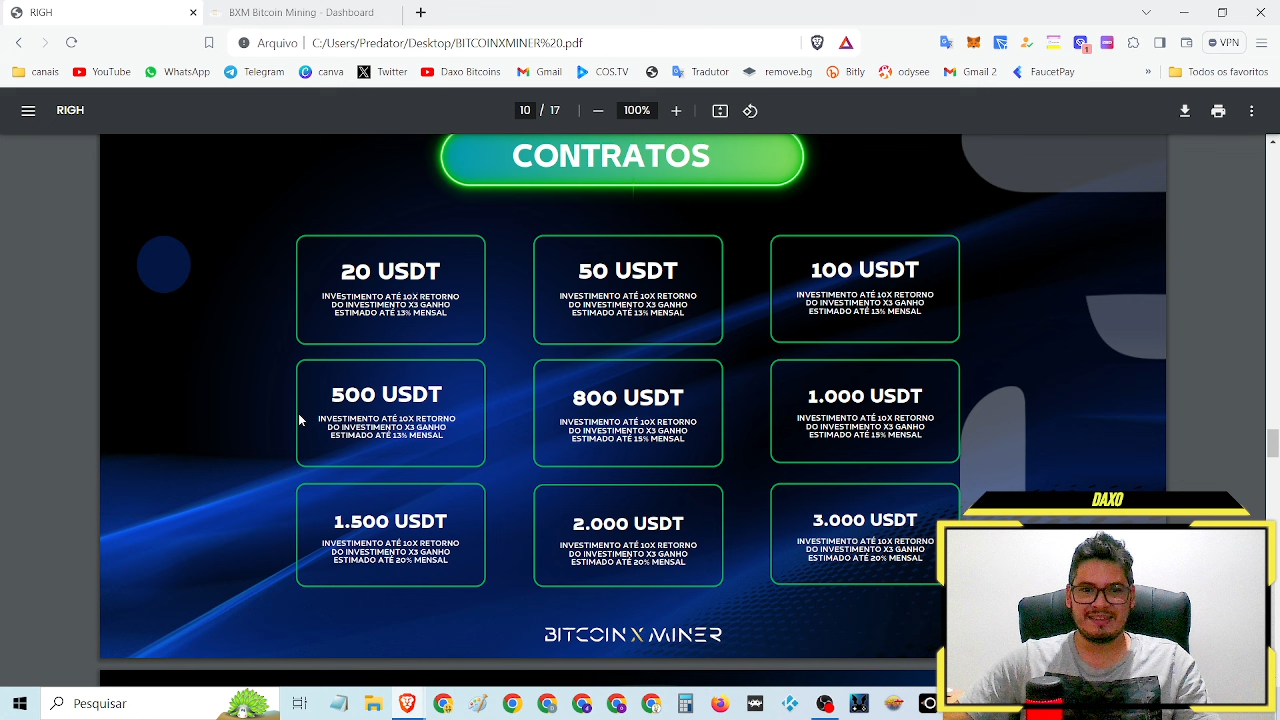 RIGH
BXM Bitcoin Mining - Dashboard
Arquivo
BITCOINXMINER%20.pdf
VPN
canais
YouTube
WhatsApp
Telegram
canva
Twitter
Daxo Bitcoins
Gmail
COS.TV
Tradutor
remove.bg
Bitly
odysee
Gmail 2
FaucetPay
Todos os favoritos
RIGH
10 / 17
100%
CONTRATOS
20 USDT
INVESTIMENTO ATÉ 10X RETORNO
DO INVESTIMENTO X3 GANHO
ESTIMADO ATÉ 13% MENSAL
50 USDT
INVESTIMENTO ATÉ 10X RETORNO
DO INVESTIMENTO X3 GANHO
ESTIMADO ATÉ 13% MENSAL
100 USDT
INVESTIMENTO ATÉ 10X RETORNO
DO INVESTIMENTO X3 GANHO
ESTIMADO ATÉ 13% MENSAL
500 USDT
INVESTIMENTO ATÉ 10X RETORNO
DO INVESTIMENTO X3 GANHO
ESTIMADO ATÉ 13% MENSAL
800 USDT
INVESTIMENTO ATÉ 10X RETORNO
DO INVESTIMENTO X3 GANHO
ESTIMADO ATÉ 15% MENSAL
1.000 USDT
INVESTIMENTO ATÉ 10X RETORNO
DO INVESTIMENTO X3 GANHO
ESTIMADO ATÉ 15% MENSAL
1.500 USDT
INVESTIMENTO ATÉ 10X RETORNO
DO INVESTIMENTO X3 GANHO
ESTIMADO ATÉ 20% MENSAL
2.000 USDT
INVESTIMENTO ATÉ 10X RETORNO
DO INVESTIMENTO X3 GANHO
ESTIMADO ATÉ 20% MENSAL
3.000 USDT
INVESTIMENTO ATÉ 10X RETORNO
DO INVESTIMENTO X3 GANHO
ESTIMADO ATÉ 20% MENSAL
BITCOIN X MINER
DAXO
Pesquisar